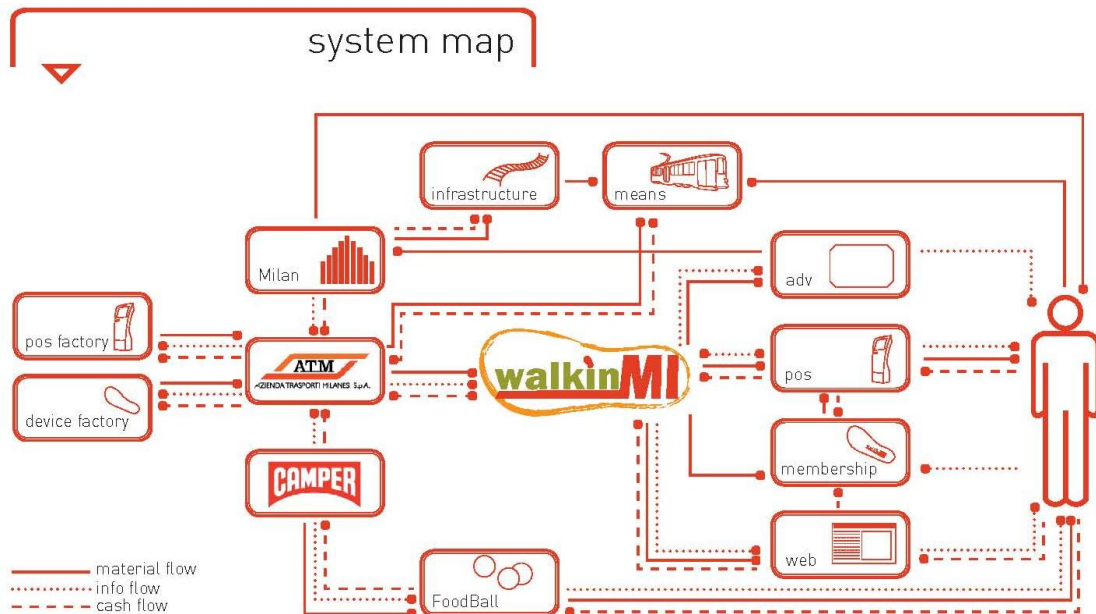 system map
infrastructure
means
Milan
adv
pos factory
ATM
AZIENDA TRASPORTI MILANESI S.p.A.
walkinMI
pos
device factory
CAMPER
membership
web
FoodBall
material flow
info flow
cash flow